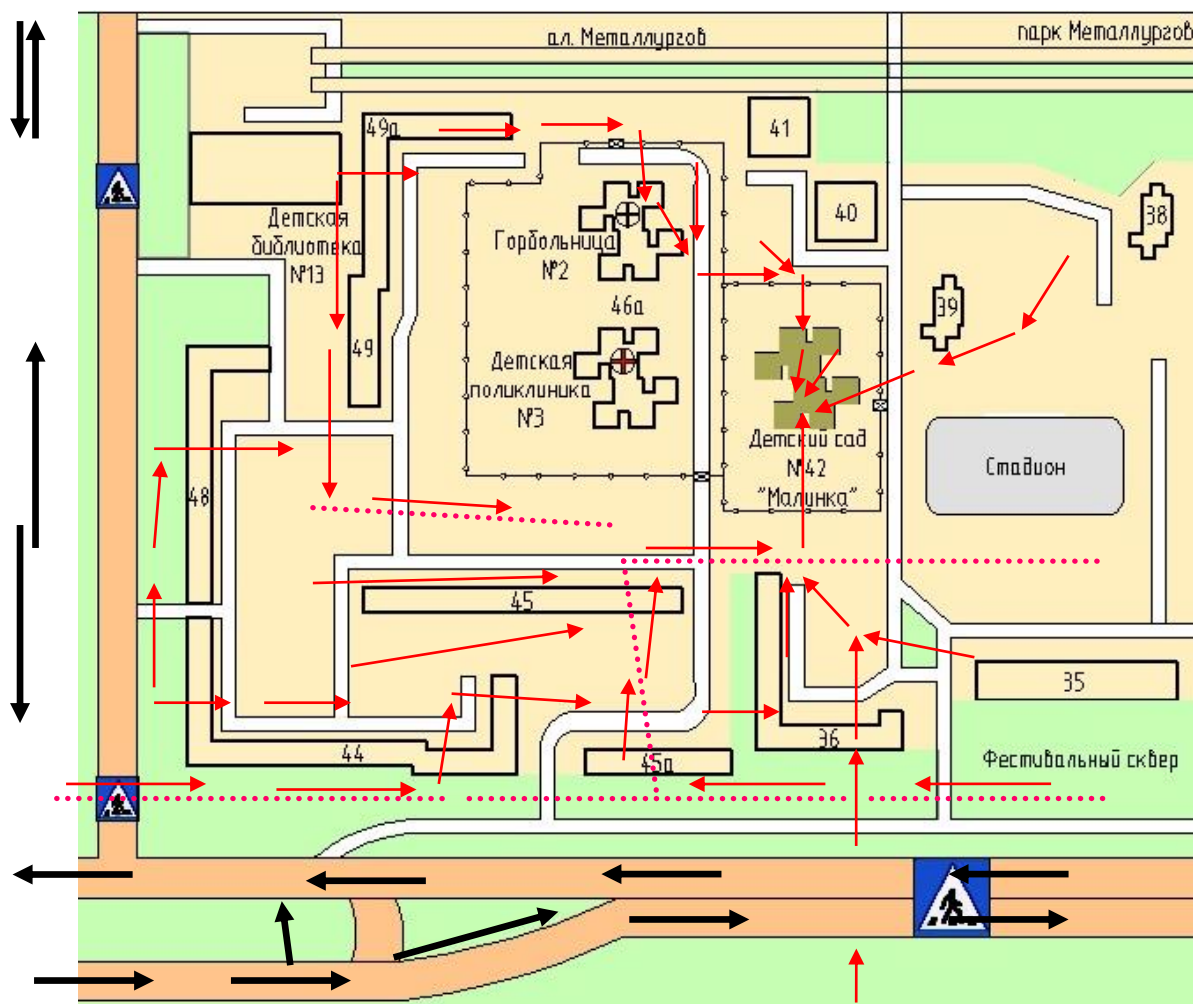 ал. Металлургов
парк Металлургов
49а
41
Детская
библиотека
№13
Горбольница
№2
40
38
46а
39
49
Детская
поликлиника
№3
Детский сад
№42
"Малинка"
Стадион
48
45
35
36
44
45а
Фестивальный сквер